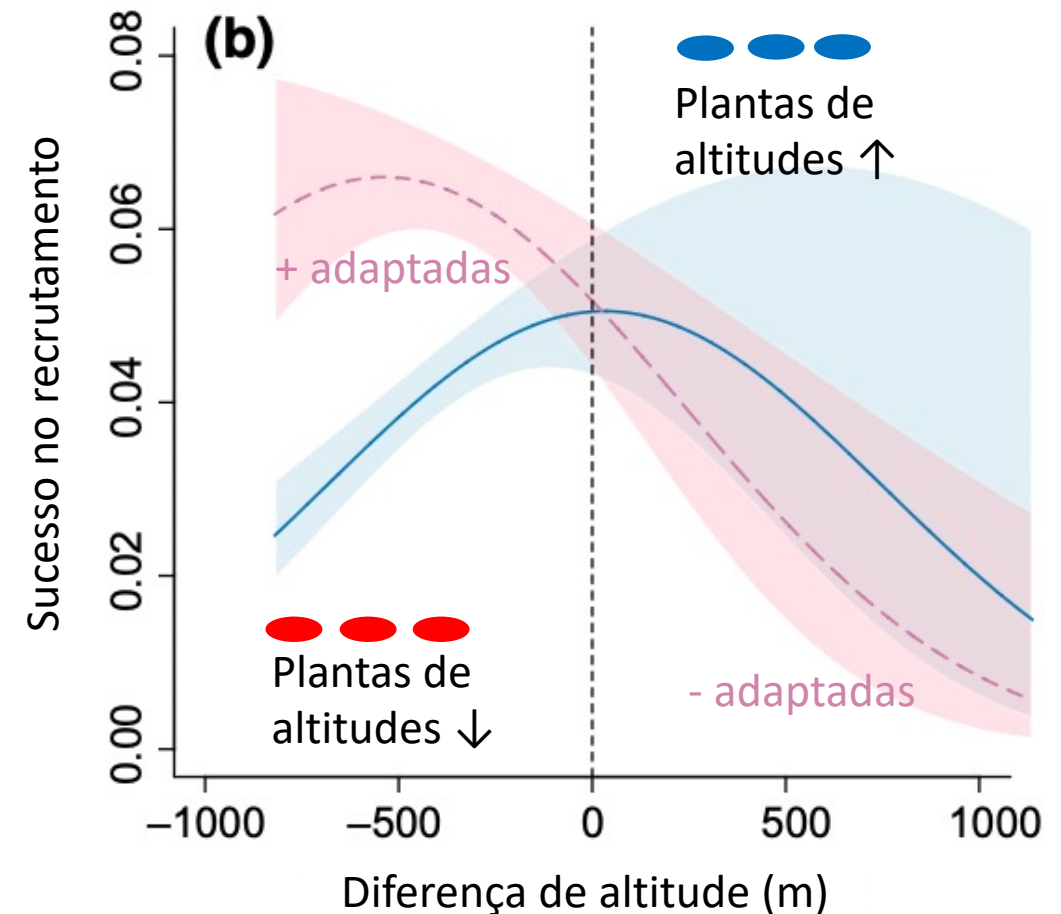 (b)
Plantas de
altitudes ↑
Sucesso no recrutamento
0.08
0.06
0.04
0.02
0.00
+ adaptadas
Plantas de
altitudes ↓
- adaptadas
−1000 −500 0 500 1000
Diferença de altitude (m)